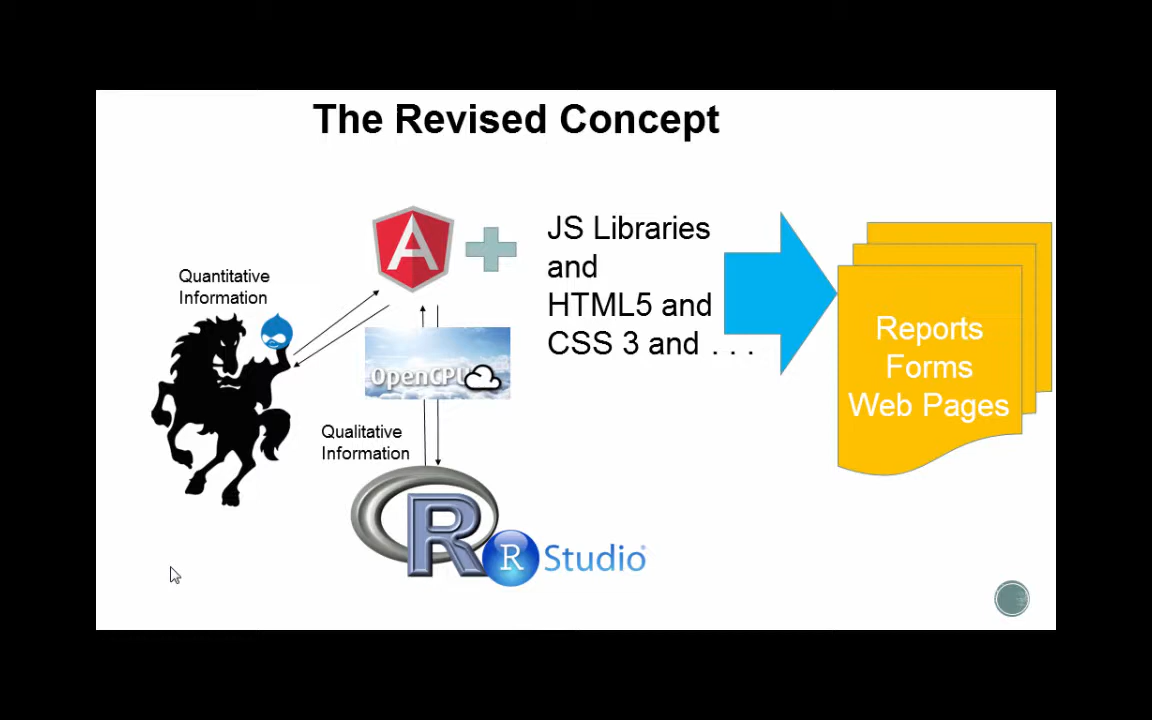 The Revised Concept
A
JS Libraries
and
HTML5 and
CSS 3 and . . .
Quantitative
Information
OpenCPU
Qualitative
Information
R
R Studio
Reports
Forms
Web Pages